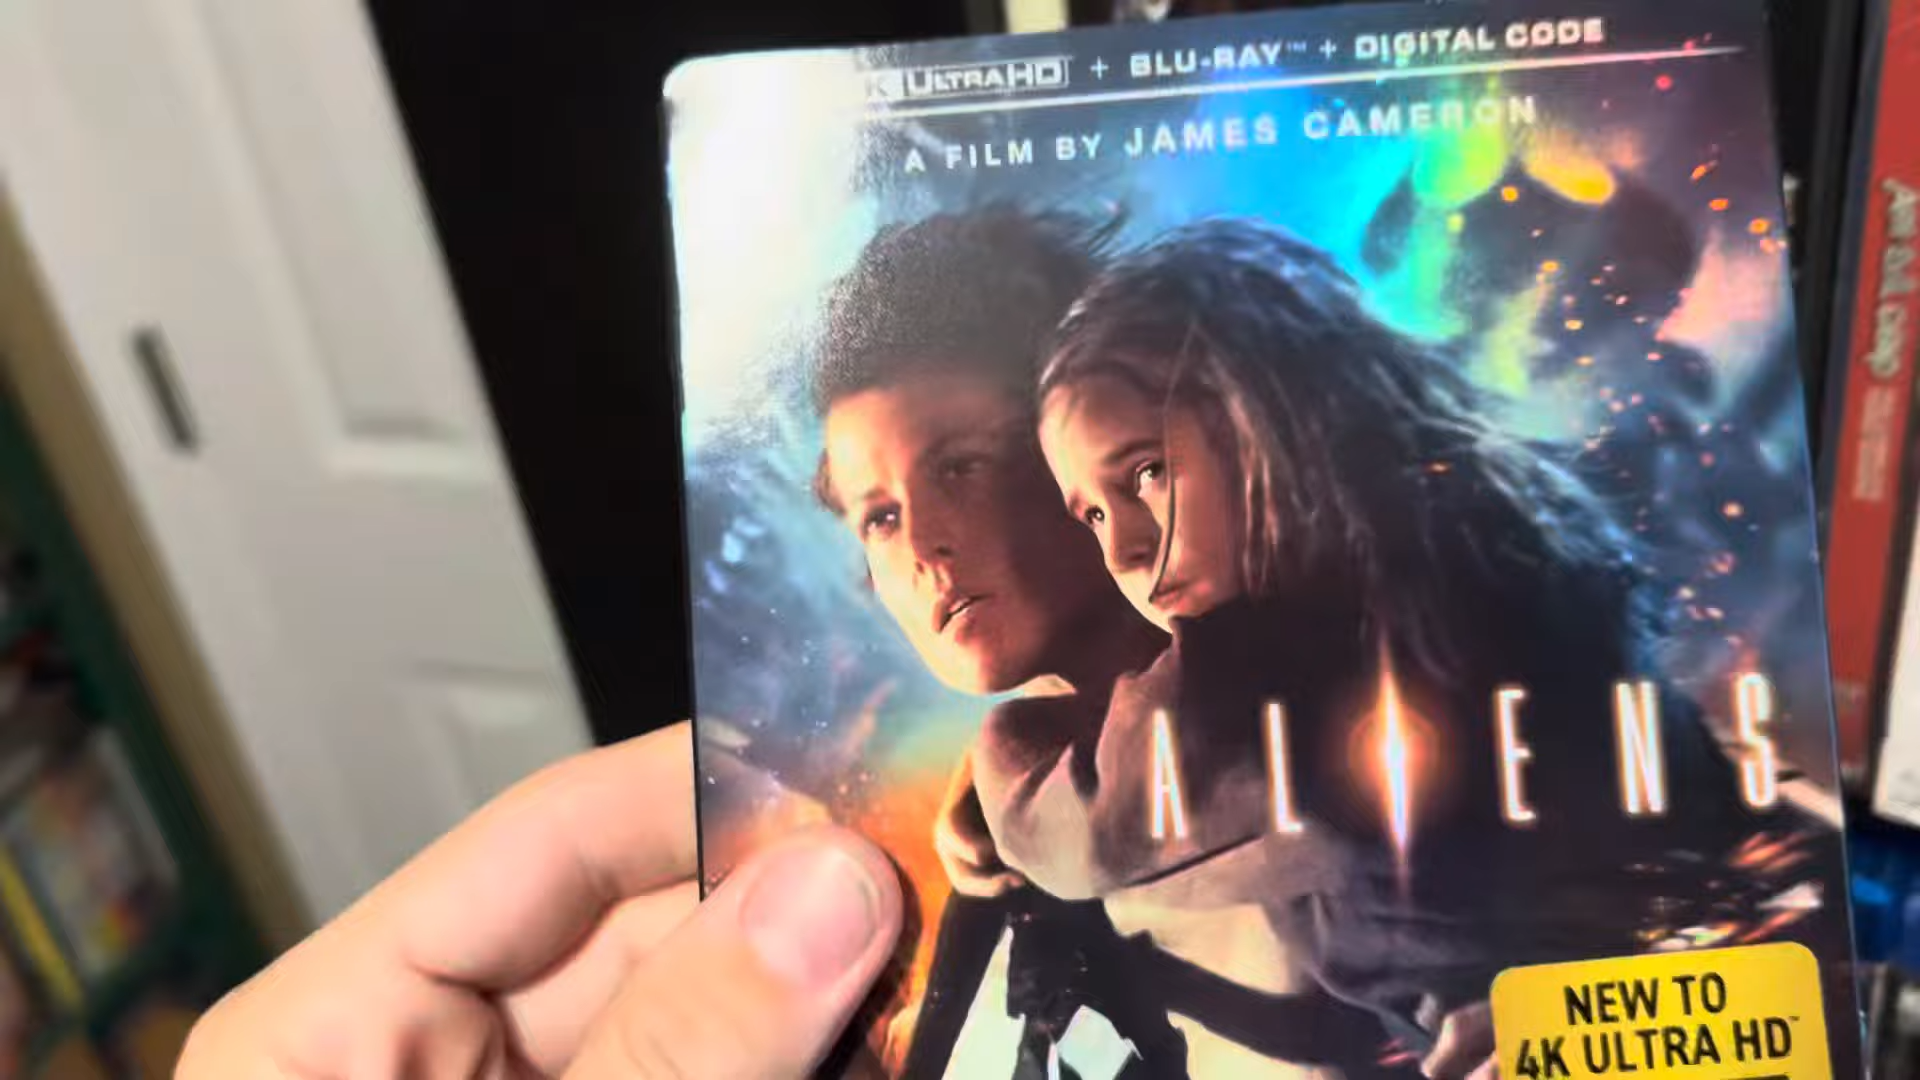 4K ULTRAHD + BLU-RAY™ + DIGITAL CODE
A FILM BY JAMES CAMERON
ALIENS
NEW TO
4K ULTRA HD™